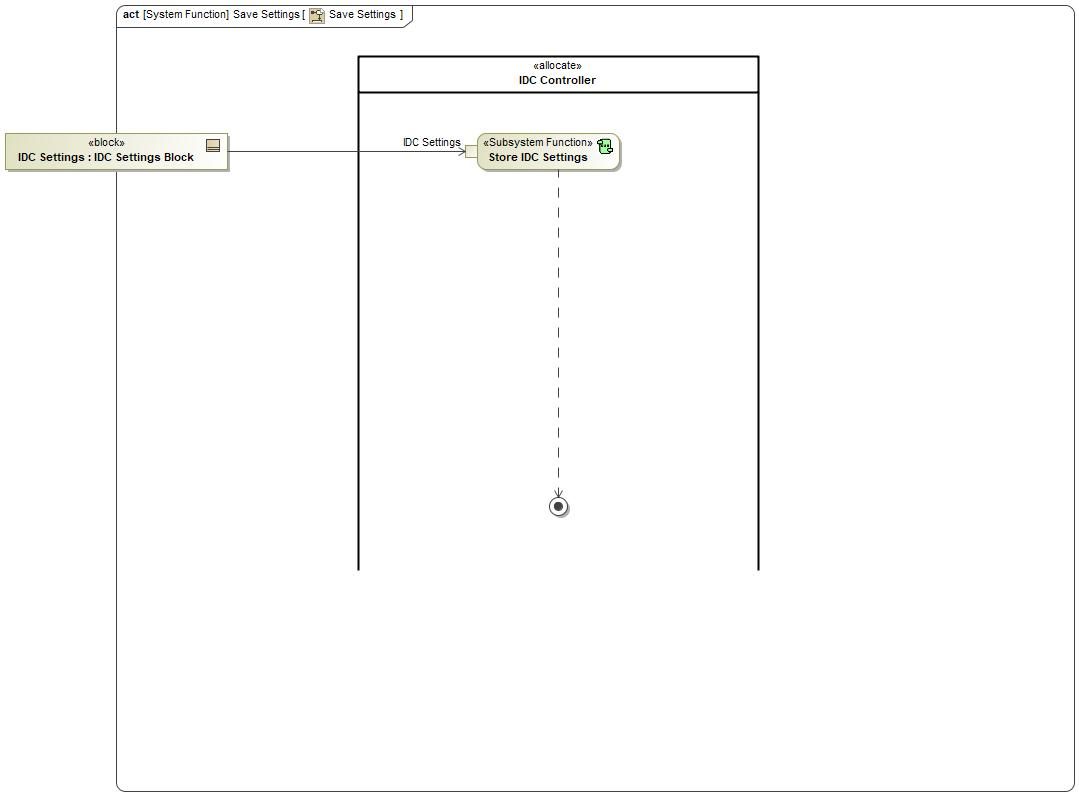 act [System Function] Save Settings [ Save Settings ]
«allocate»
IDC Controller
«block»
IDC Settings : IDC Settings Block
IDC Settings
«Subsystem Function»
Store IDC Settings